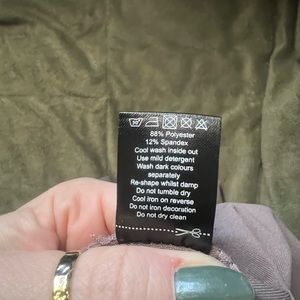 88% Polyester
12% Spandex
Cool wash inside out
Use mild detergent
Wash dark colours
separately
Re-shape whilst damp
Do not tumble dry
Cool iron on reverse
Do not iron decoration
Do not dry clean